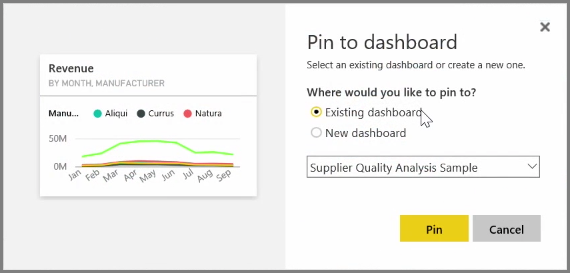 Revenue
BY MONTH, MANUFACTURER
Manu... Aliqui Currus Natura
50M
0M
Jan Feb Mar Apr May Jun Jul Aug Sep
Pin to dashboard
Select an existing dashboard or create a new one.
Where would you like to pin to?
Existing dashboard
New dashboard
Supplier Quality Analysis Sample
Pin Cancel